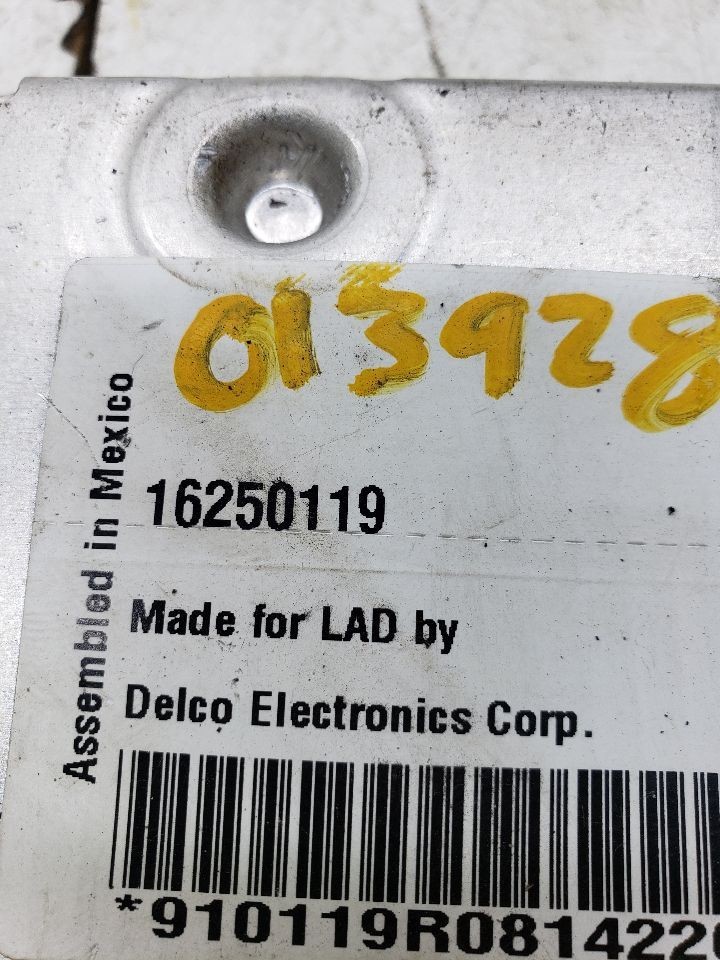 013928
Assembled in Mexico
16250119
Made for LAD by
Delco Electronics Corp.
*910119R081422